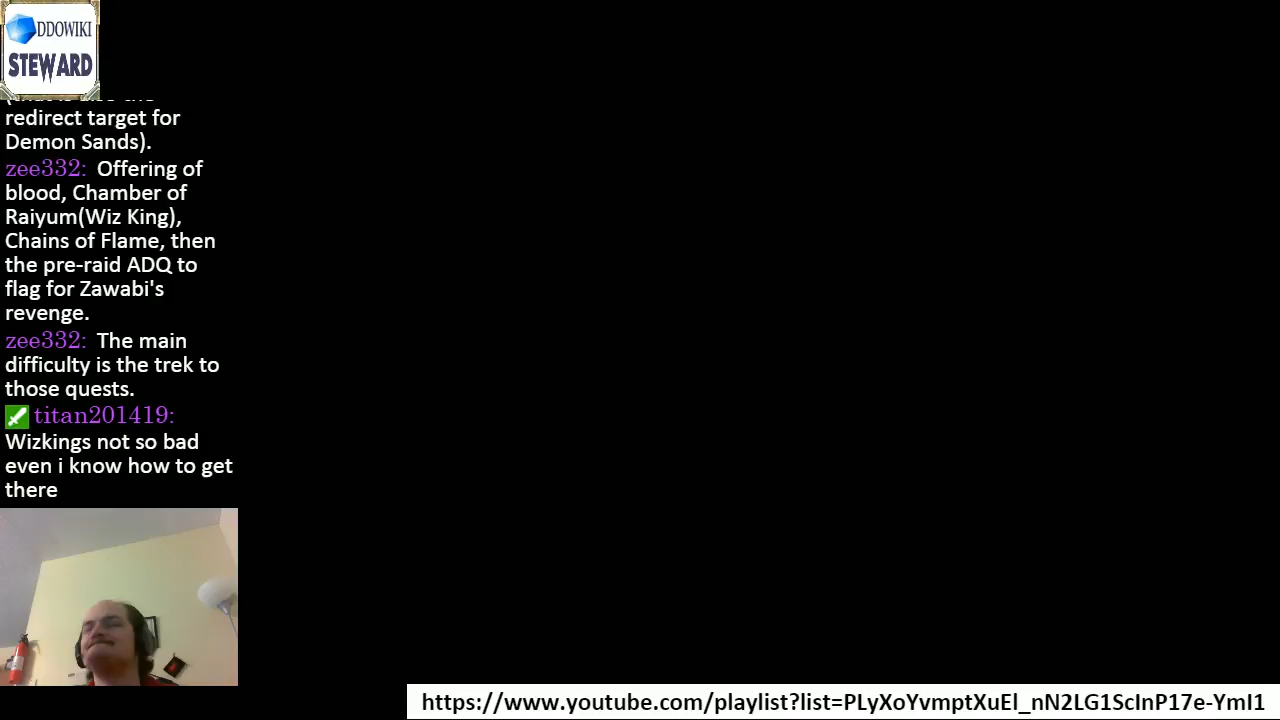 DDOWIKI
STEWARD
redirect target for
Demon Sands).
zee332: Offering of
blood, Chamber of
Raiyum(Wiz King),
Chains of Flame, then
the pre-raid ADQ to
flag for Zawabi's
revenge.
zee332: The main
difficulty is the trek to
those quests.
titan201419:
Wizkings not so bad
even i know how to get
there
https://www.youtube.com/playlist?list=PLyXoYvmptXuEl_nN2LG1ScInP17e-YmI1